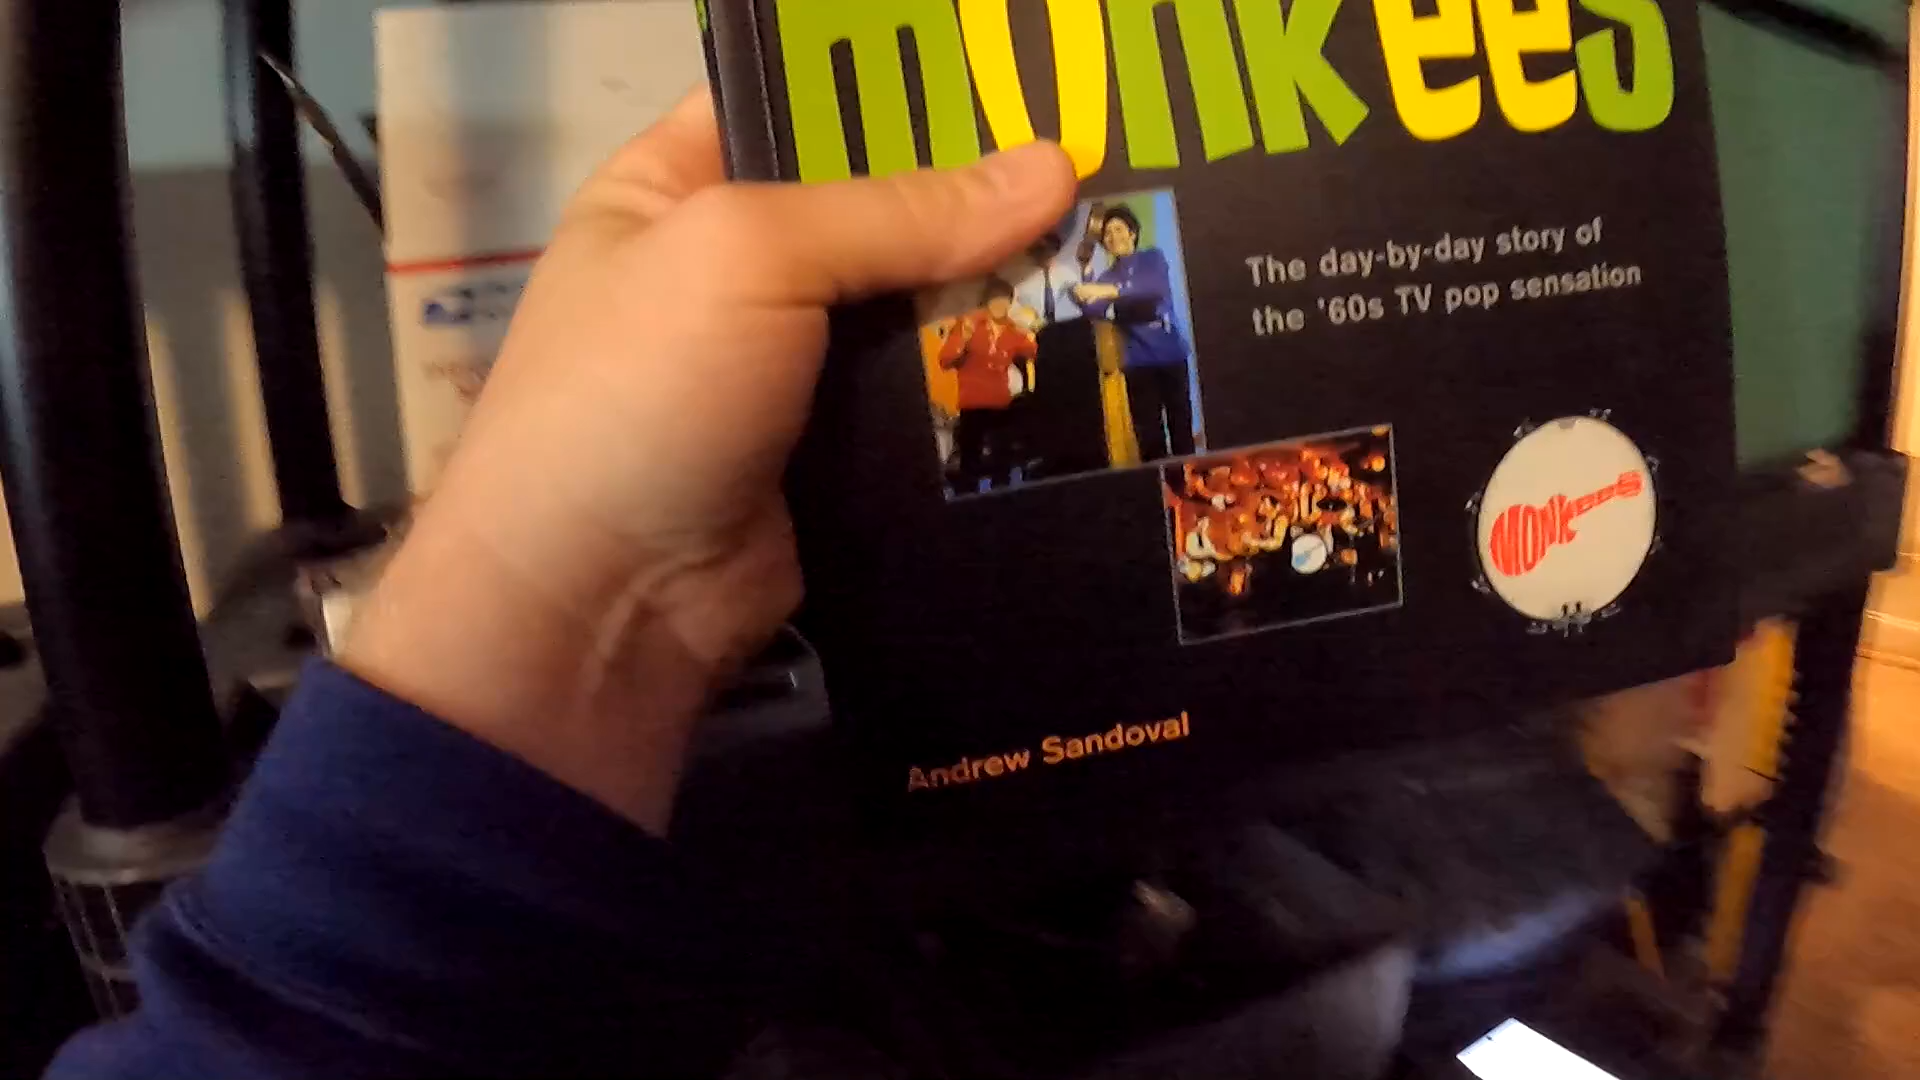 monkees
The day-by-day story of
the '60s TV pop sensation
MONKEES
Andrew Sandoval